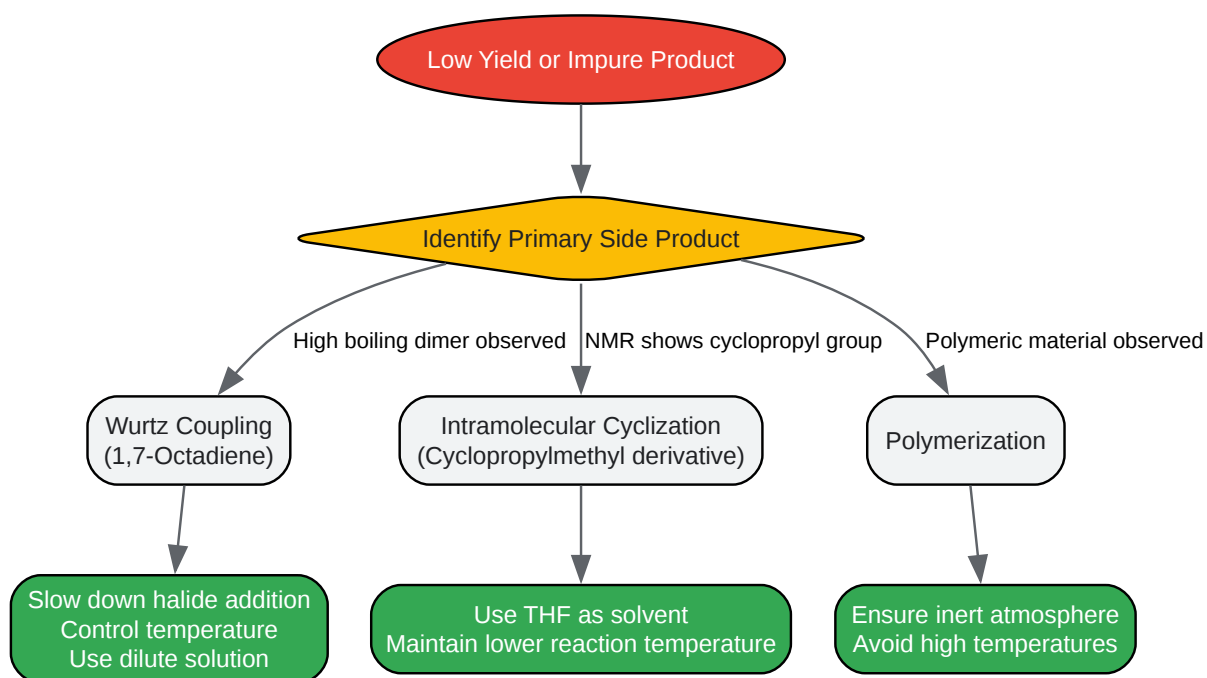 Low Yield or Impure Product
Identify Primary Side Product
High boiling dimer observed
NMR shows cyclopropyl group
Polymeric material observed
Wurtz Coupling
(1,7-Octadiene)
Intramolecular Cyclization
(Cyclopropylmethyl derivative)
Polymerization
Slow down halide addition
Control temperature
Use dilute solution
Use THF as solvent
Maintain lower reaction temperature
Ensure inert atmosphere
Avoid high temperatures